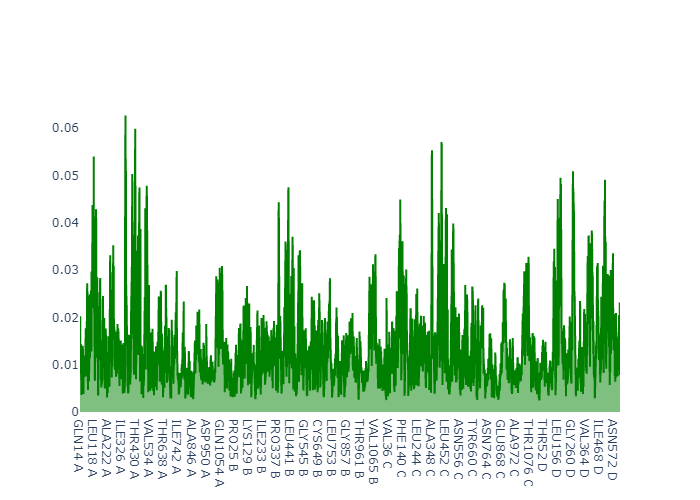 0.06
0.05
0.04
0.03
0.02
0.01
0
GLN14 A
LEU118 A
ALA222 A
ILE326 A
THR430 A
VAL534 A
THR638 A
ILE742 A
ALA846 A
ASP950 A
GLN1054 A
PRO25 B
LYS129 B
ILE233 B
PRO337 B
LEU441 B
GLY545 B
CYS649 B
LEU753 B
GLY857 B
THR961 B
VAL1065 B
VAL36 C
PHE140 C
LEU244 C
ALA348 C
LEU452 C
ASN556 C
TYR660 C
ASN764 C
GLU868 C
ALA972 C
THR1076 C
THR52 D
LEU156 D
GLY260 D
VAL364 D
ILE468 D
ASN572 D